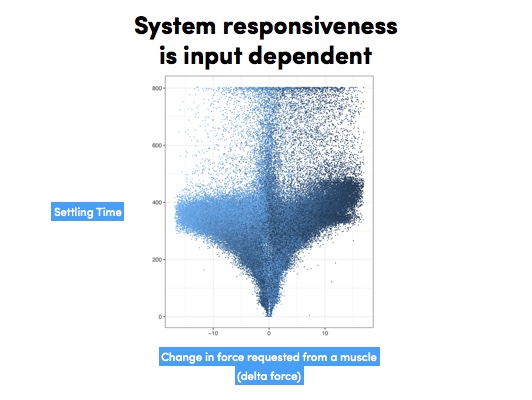 System responsiveness
is input dependent
800
600
400
200
0
Settling Time
-10
0
10
Change in force requested from a muscle
(delta force)